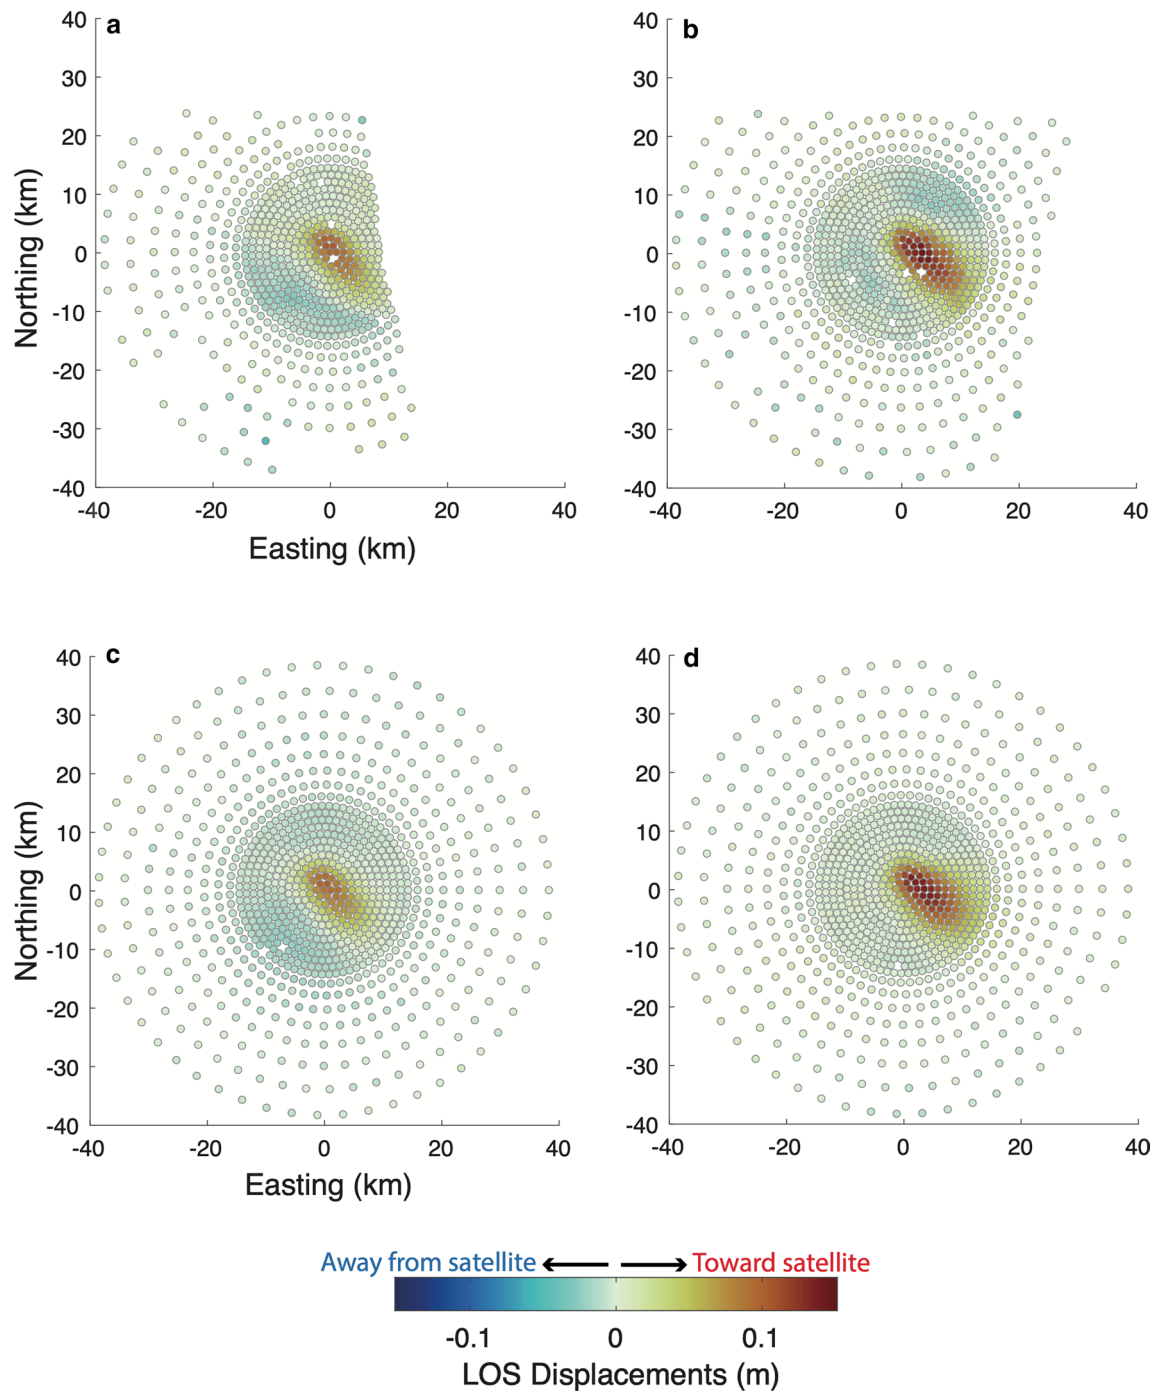 a
40
30
20
10
0
-10
-20
-30
-40
-40 -20 0 20 40
Northing (km)
Easting (km)
b
40
30
20
10
0
-10
-20
-30
-40
-40 -20 0 20 40
c
40
30
20
10
0
-10
-20
-30
-40
-40 -20 0 20 40
Northing (km)
Easting (km)
d
40
30
20
10
0
-10
-20
-30
-40
-40 -20 0 20 40
Away from satellite Toward satellite
-0.1 0 0.1
LOS Displacements (m)